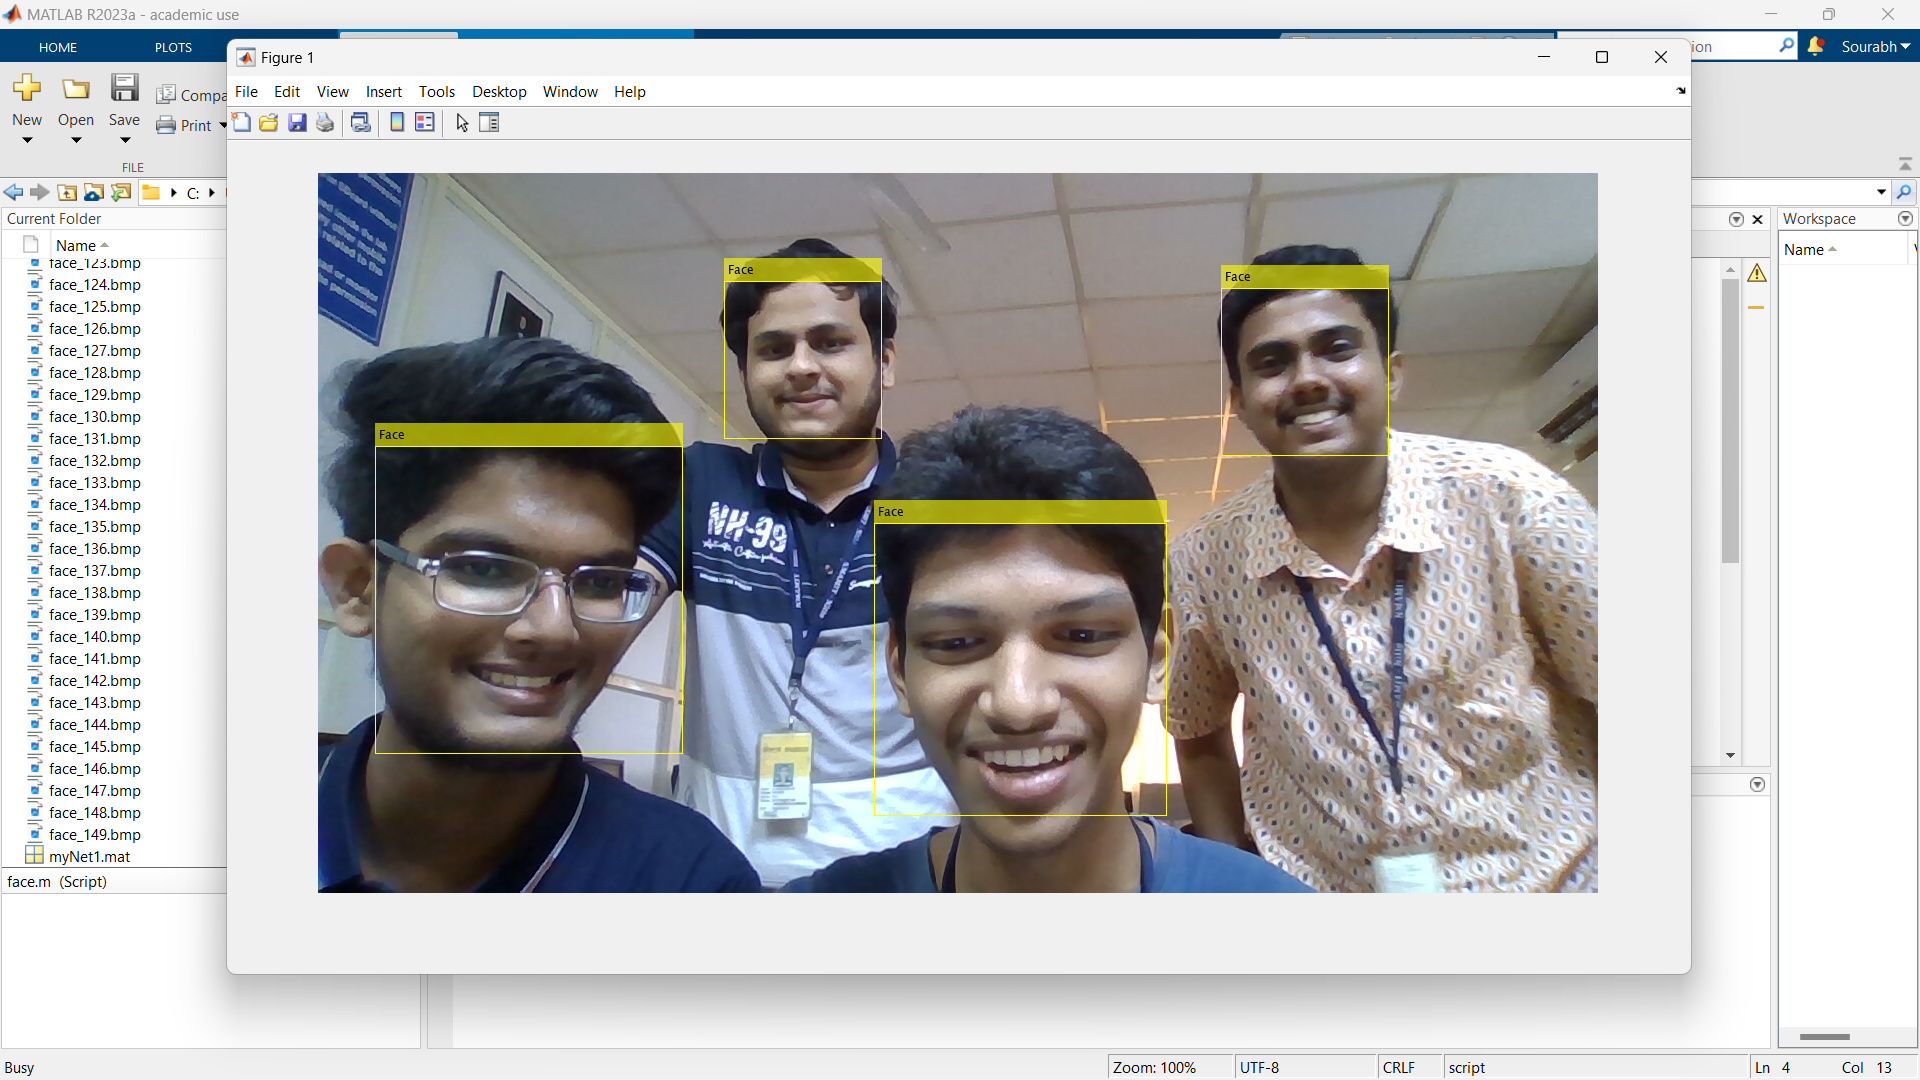 MATLAB R2023a - academic use
HOME
PLOTS
Sourabh
Figure 1
File Edit View Insert Tools Desktop Window Help
New
Open
Save
Print
FILE
C:
Current Folder
Name
face_123.bmp
face_124.bmp
face_125.bmp
face_126.bmp
face_127.bmp
face_128.bmp
face_129.bmp
face_130.bmp
face_131.bmp
face_132.bmp
face_133.bmp
face_134.bmp
face_135.bmp
face_136.bmp
face_137.bmp
face_138.bmp
face_139.bmp
face_140.bmp
face_141.bmp
face_142.bmp
face_143.bmp
face_144.bmp
face_145.bmp
face_146.bmp
face_147.bmp
face_148.bmp
face_149.bmp
myNet1.mat
face.m (Script)
Workspace
Name
Face
Face
Face
Face
NH-99
related to the
permission
Busy
Zoom: 100%
UTF-8
CRLF
script
Ln 4
Col 13